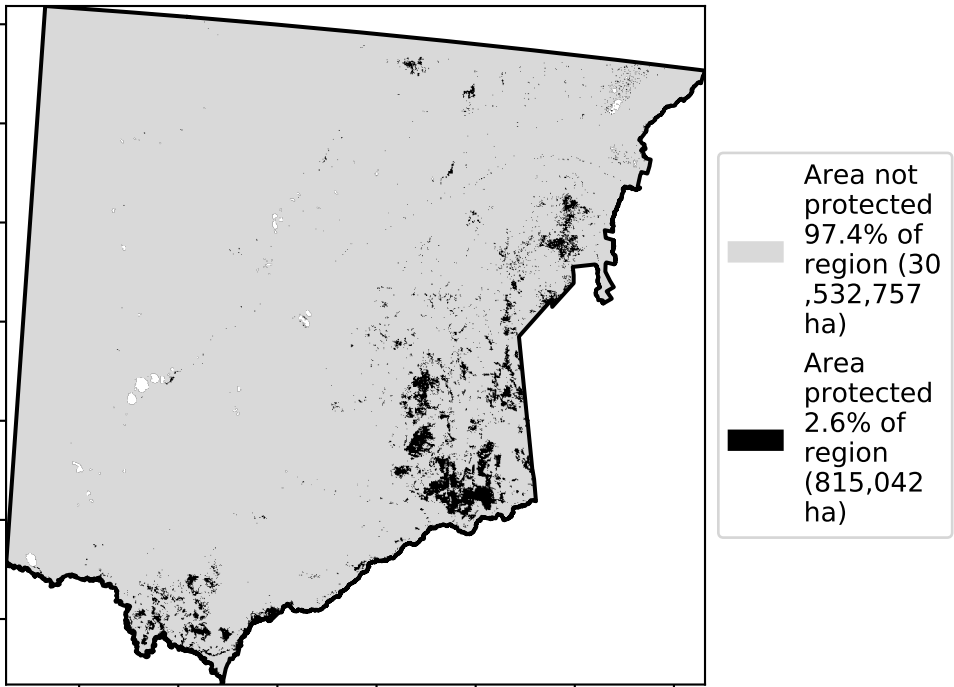 Area not
protected
97.4% of
region (30
,532,757
ha)
Area
protected
2.6% of
region
(815,042
ha)